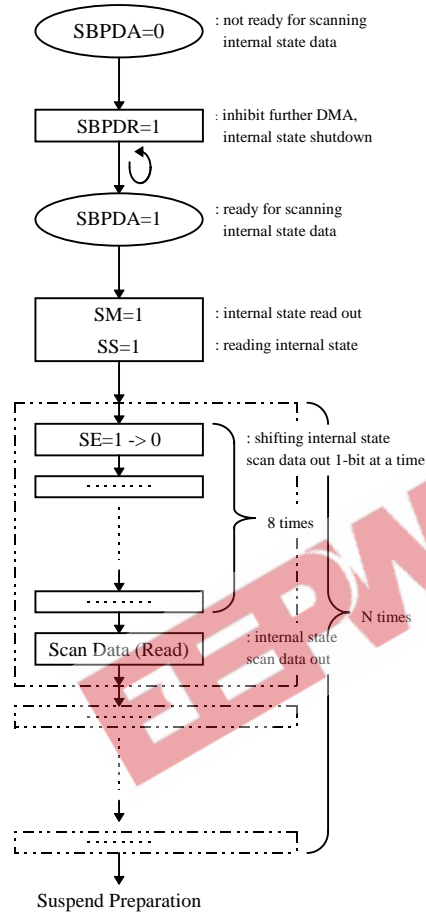 SBPDA=0
: not ready for scanning
internal state data
SBPDR=1
: inhibit further DMA,
internal state shutdown
SBPDA=1
: ready for scanning
internal state data
SM=1
: internal state read out
SS=1
: reading internal state
SE=1 -> 0
: shifting internal state
scan data out 1-bit at a time
8 times
N times
Scan Data (Read)
: internal state
scan data out
Suspend Preparation
EEPW